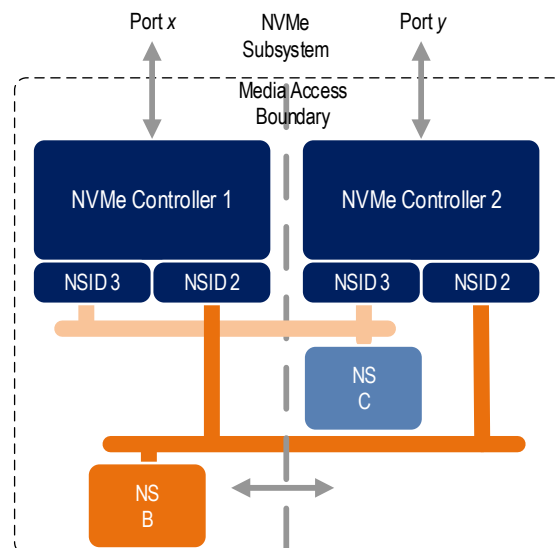 Port x
NVMe
Subsystem
Port y
Media Access
Boundary
NVMe Controller 1
NVMe Controller 2
NSID 3
NSID 2
NSID 3
NSID 2
NS
C
NS
B